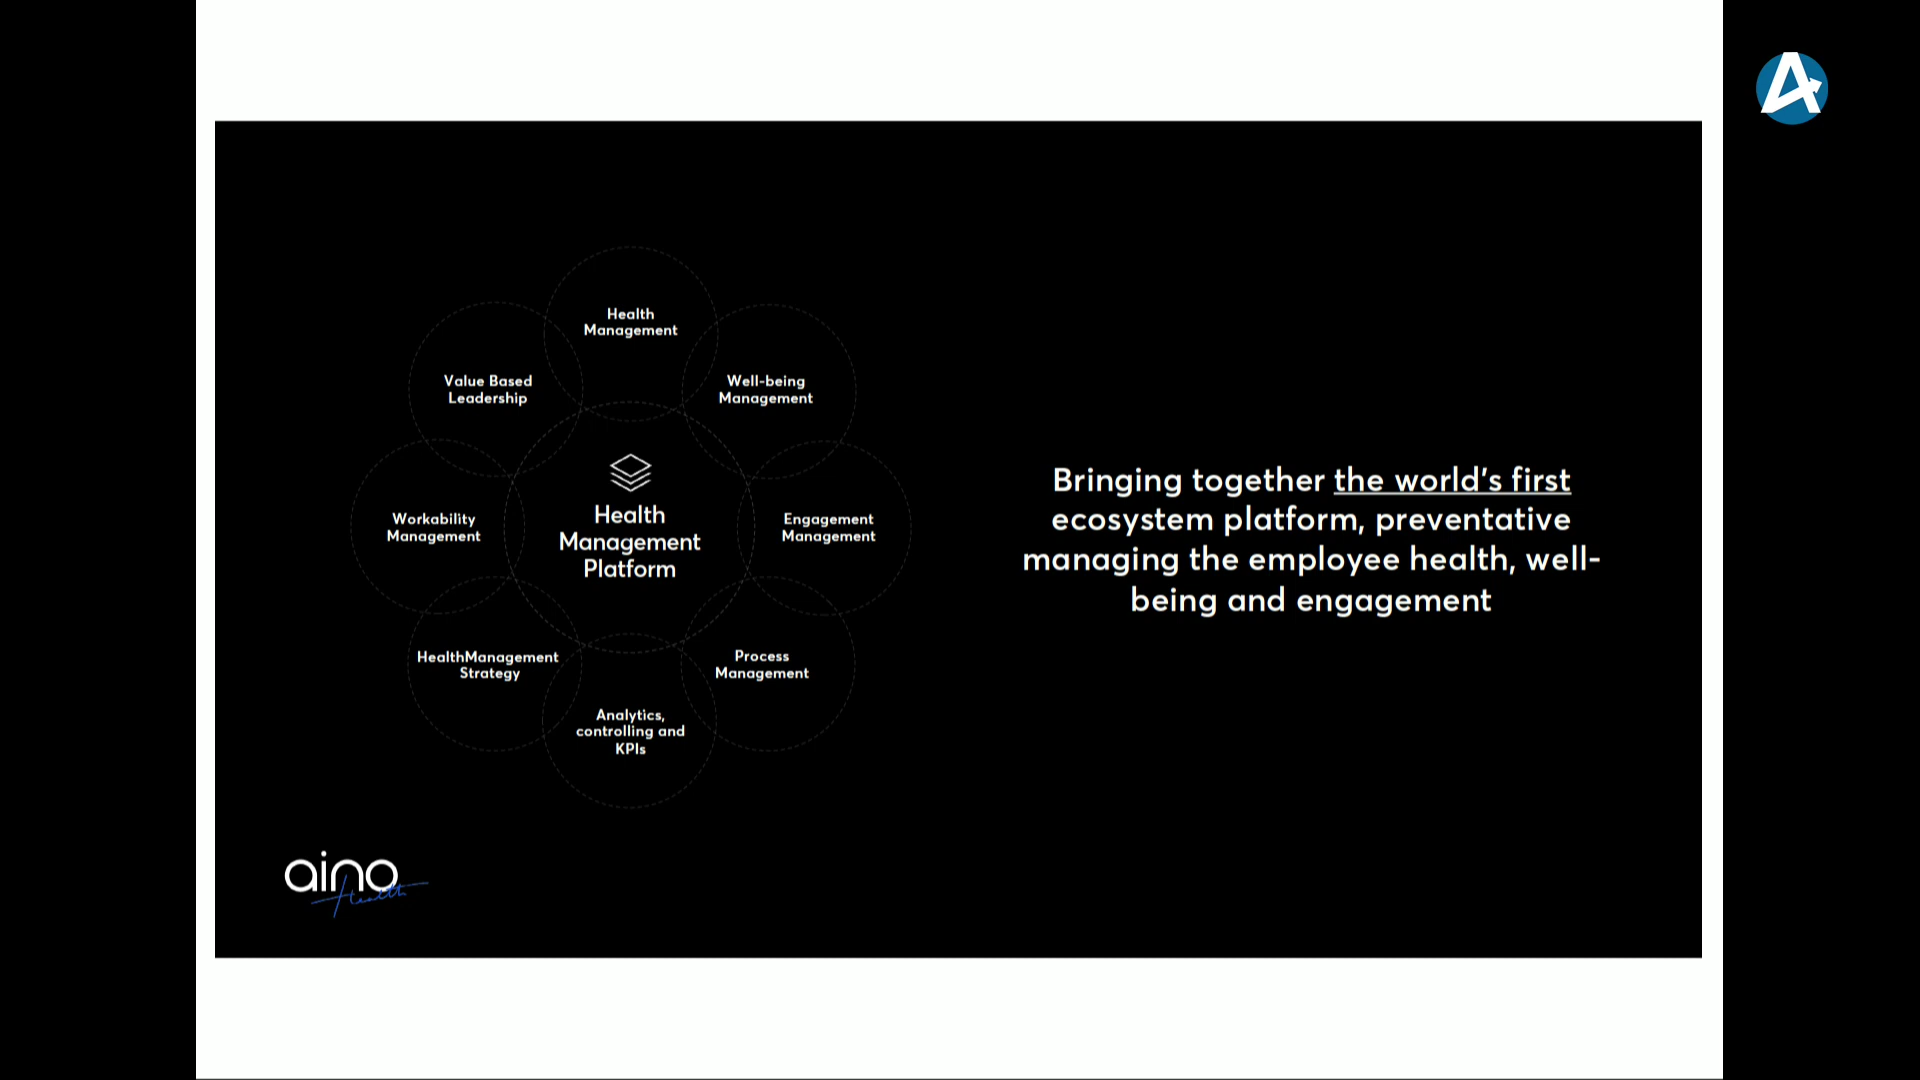 Health
Management
Value Based
Leadership
Well-being
Management
Workability
Management
Health
Management
Platform
Engagement
Management
HealthManagement
Strategy
Process
Management
Analytics,
controlling and
KPIs
Bringing together the world's first
ecosystem platform, preventative
managing the employee health, well-
being and engagement
aino
Health